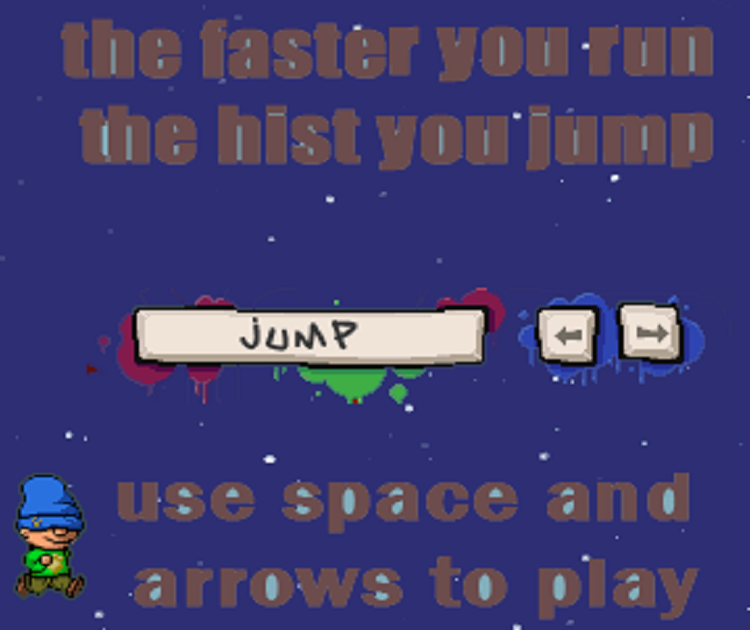 the faster you run
the hist you jump
JUMP
← →
use space and
arrows to play